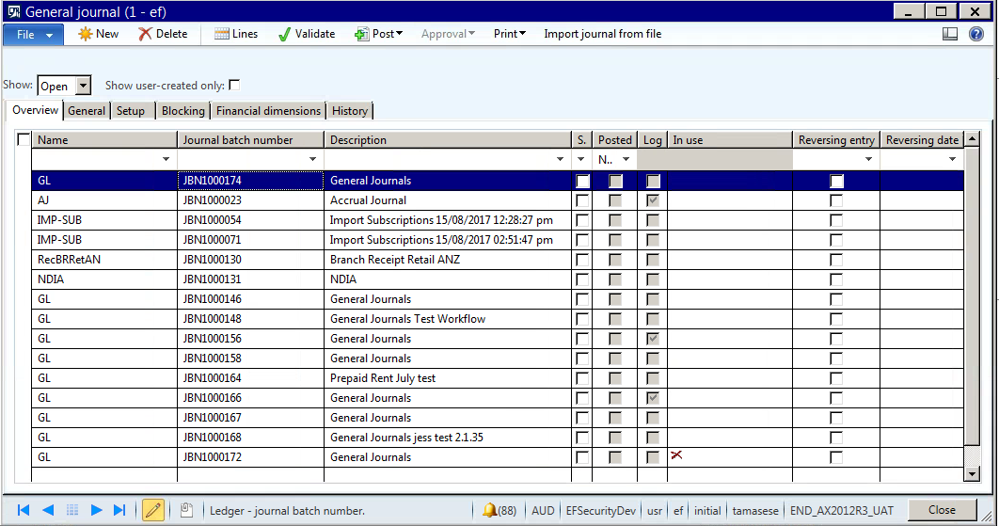 General journal (1 - ef)
File New Delete Lines Validate Post Approval Print Import journal from file
Show: Open Show user-created only:
Overview General Setup Blocking Financial dimensions History
Name Journal batch number Description S. Posted Log In use Reversing entry Reversing date
N..
GL JBN1000174 General Journals
AJ JBN1000023 Accrual Journal
IMP-SUB JBN1000054 Import Subscriptions 15/08/2017 12:28:27 pm
IMP-SUB JBN1000071 Import Subscriptions 15/08/2017 02:51:47 pm
RecBRRetAN JBN1000130 Branch Receipt Retail ANZ
NDIA JBN1000131 NDIA
GL JBN1000146 General Journals
GL JBN1000148 General Journals Test Workflow
GL JBN1000156 General Journals
GL JBN1000158 General Journals
GL JBN1000164 Prepaid Rent July test
GL JBN1000166 General Journals
GL JBN1000167 General Journals
GL JBN1000168 General Journals jess test 2.1.35
GL JBN1000172 General Journals
Ledger - journal batch number. (88) AUD EFSecurityDev usr ef initial tamasese END_AX2012R3_UAT Close